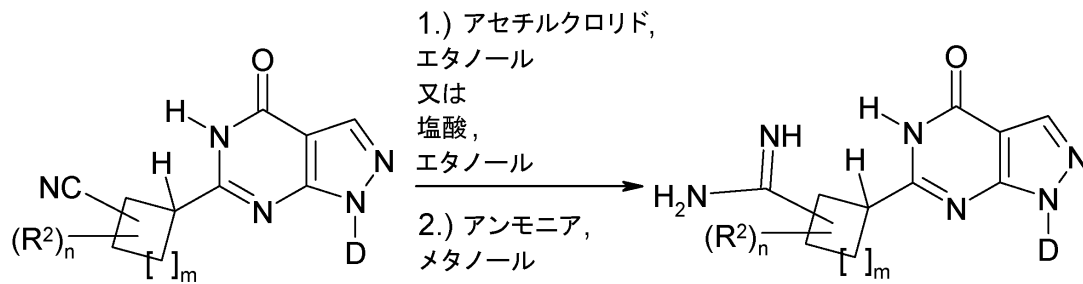 1.) アセチルクロリド,
エタノール
又は
塩酸,
エタノール
2.) アンモニア,
メタノール
O
H
N
H
NC
N
N
N
D
(R²)n
[ ]m
O
H
N
H
NH
H₂N
N
N
N
D
(R²)n
[ ]m